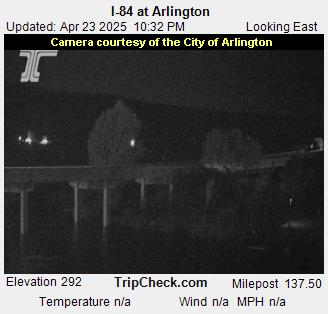 I-84 at Arlington
Updated: Apr 23 2025 10:32 PM Looking East
Camera courtesy of the City of Arlington
Elevation 292 TripCheck.com Milepost 137.50
Temperature n/a Wind n/a MPH n/a